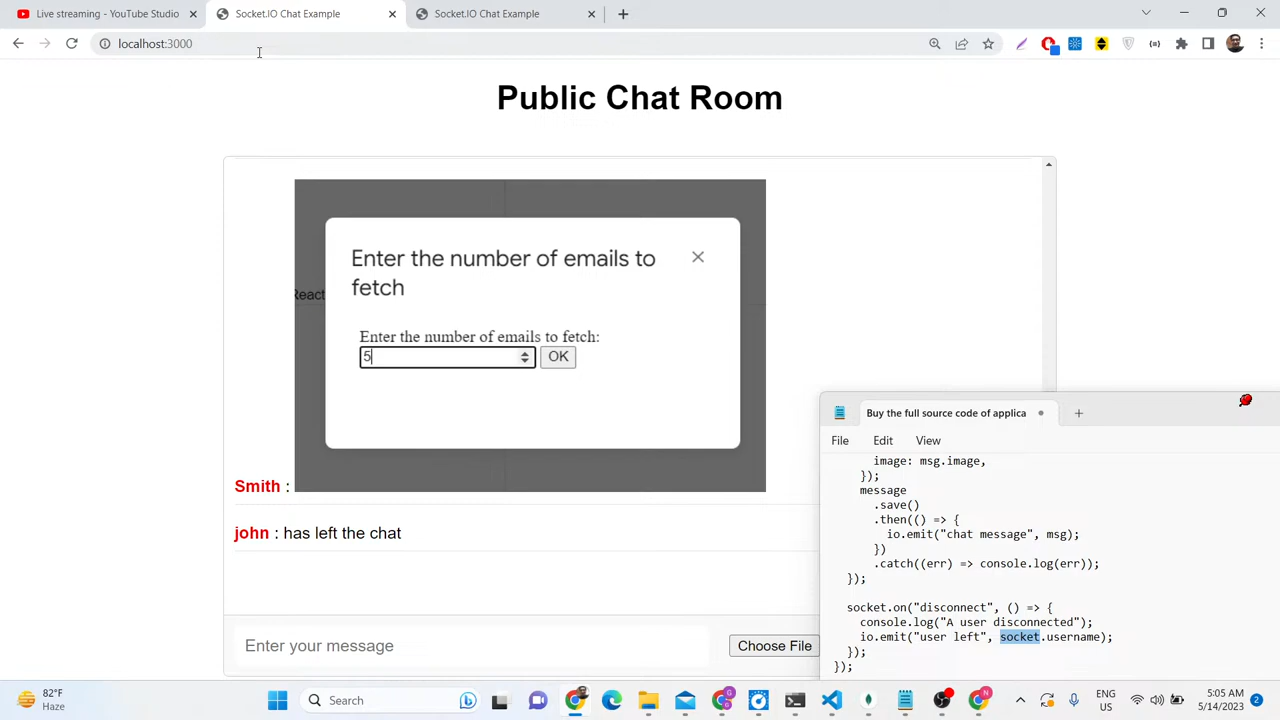 Live streaming - YouTube Studio
Socket.IO Chat Example
Socket.IO Chat Example
localhost:3000
Public Chat Room
Enter the number of emails to
fetch
React
Enter the number of emails to fetch:
5
OK
Smith :
john : has left the chat
Enter your message
Choose File
Buy the full source code of applica
File Edit View
image: msg.image,
});
message
.save()
.then(() => {
io.emit("chat message", msg);
})
.catch((err) => console.log(err));
});
socket.on("disconnect", () => {
console.log("A user disconnected");
io.emit("user left", socket.username);
});
});
82°F
Haze
Search
ENG
US
5:05 AM
5/14/2023
2